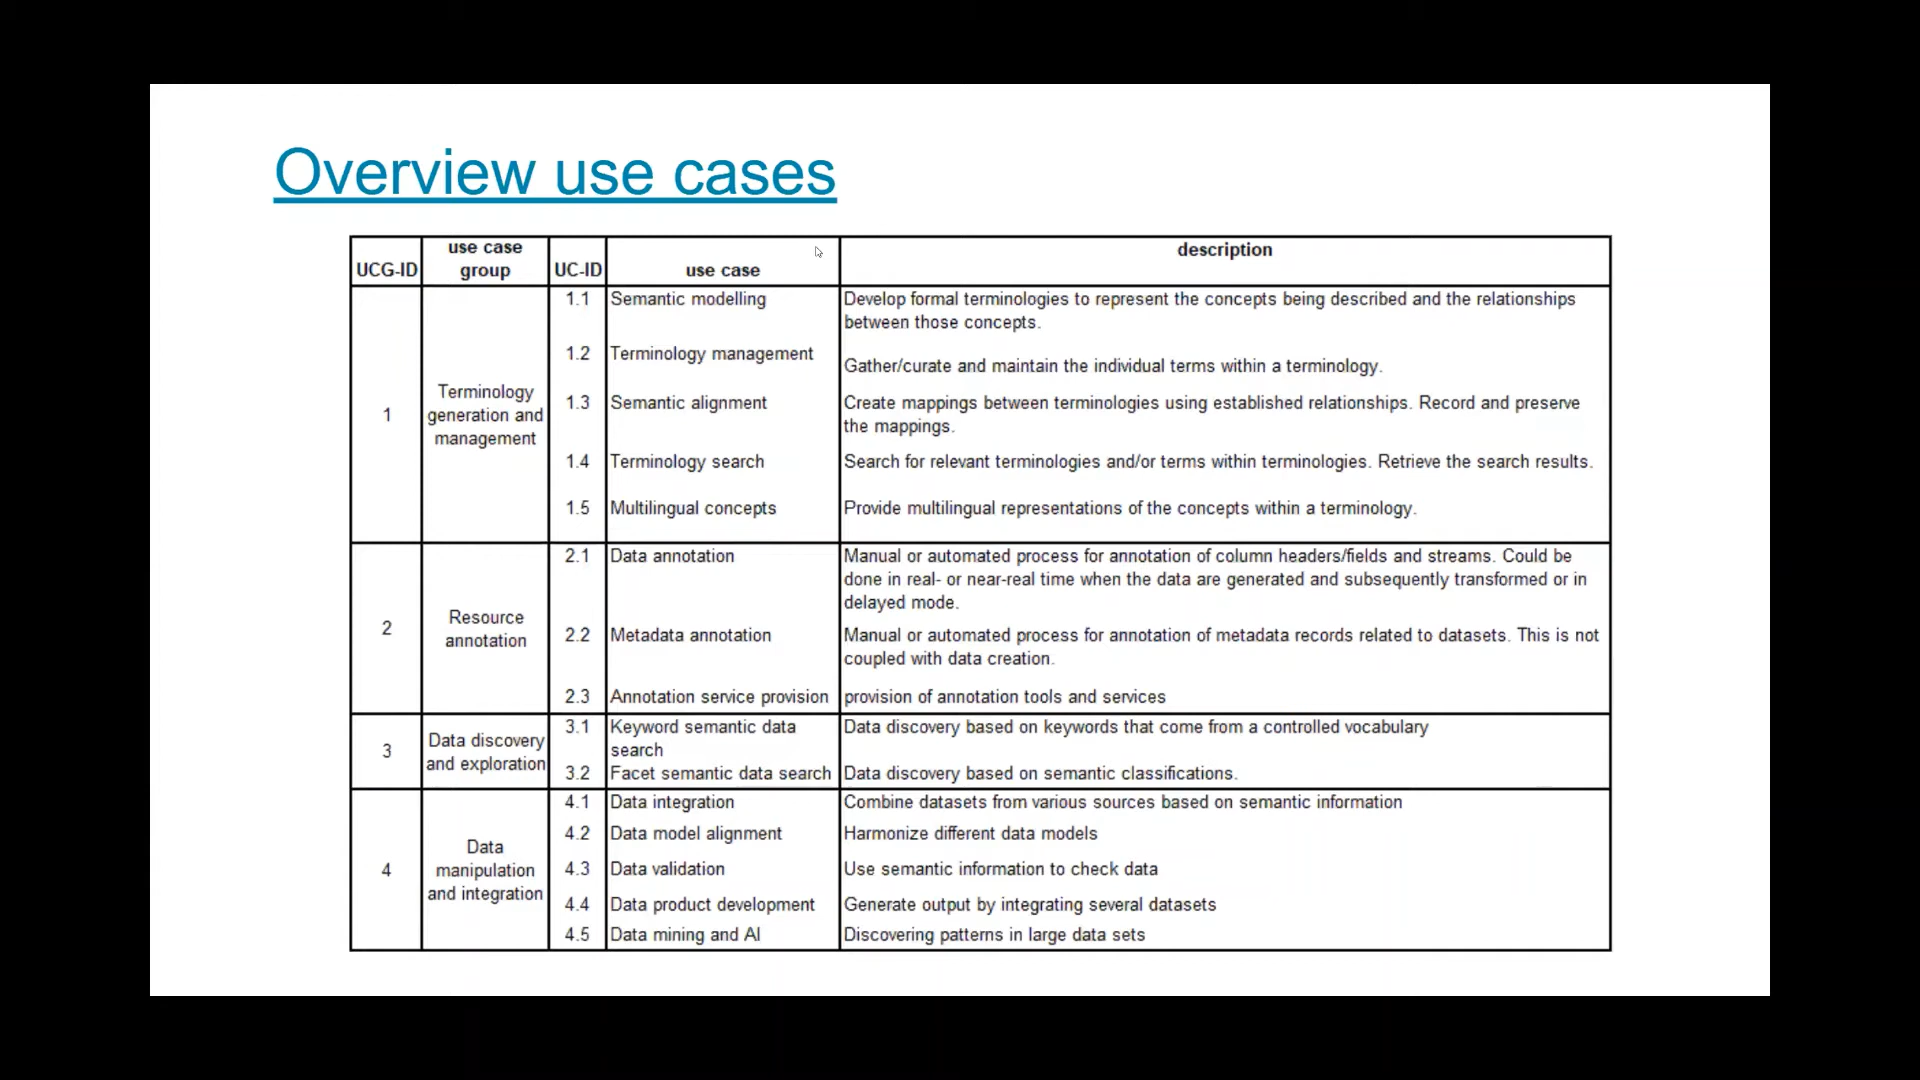 Overview use cases
UCG-ID use case group UC-ID use case description
1 Terminology generation and management
1.1 Semantic modelling Develop formal terminologies to represent the concepts being described and the relationships
between those concepts.
1.2 Terminology management Gather/curate and maintain the individual terms within a terminology.
1.3 Semantic alignment Create mappings between terminologies using established relationships. Record and preserve
the mappings.
1.4 Terminology search Search for relevant terminologies and/or terms within terminologies. Retrieve the search results.
1.5 Multilingual concepts Provide multilingual representations of the concepts within a terminology.
2 Resource annotation
2.1 Data annotation Manual or automated process for annotation of column headers/fields and streams. Could be
done in real- or near-real time when the data are generated and subsequently transformed or in
delayed mode.
2.2 Metadata annotation Manual or automated process for annotation of metadata records related to datasets. This is not
coupled with data creation.
2.3 Annotation service provision provision of annotation tools and services
3 Data discovery and exploration
3.1 Keyword semantic data search Data discovery based on keywords that come from a controlled vocabulary
3.2 Facet semantic data search Data discovery based on semantic classifications.
4 Data manipulation and integration
4.1 Data integration Combine datasets from various sources based on semantic information
4.2 Data model alignment Harmonize different data models
4.3 Data validation Use semantic information to check data
4.4 Data product development Generate output by integrating several datasets
4.5 Data mining and AI Discovering patterns in large data sets